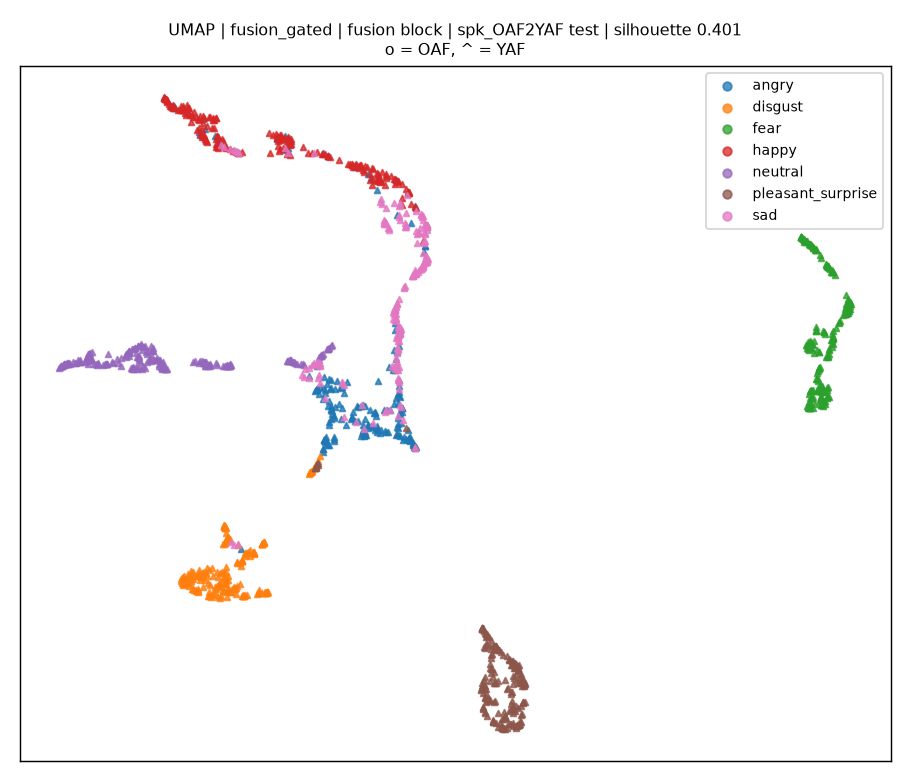 UMAP | fusion_gated | fusion block | spk_OAF2YAF test | silhouette 0.401
o = OAF, ^ = YAF
angry
disgust
fear
happy
neutral
pleasant_surprise
sad